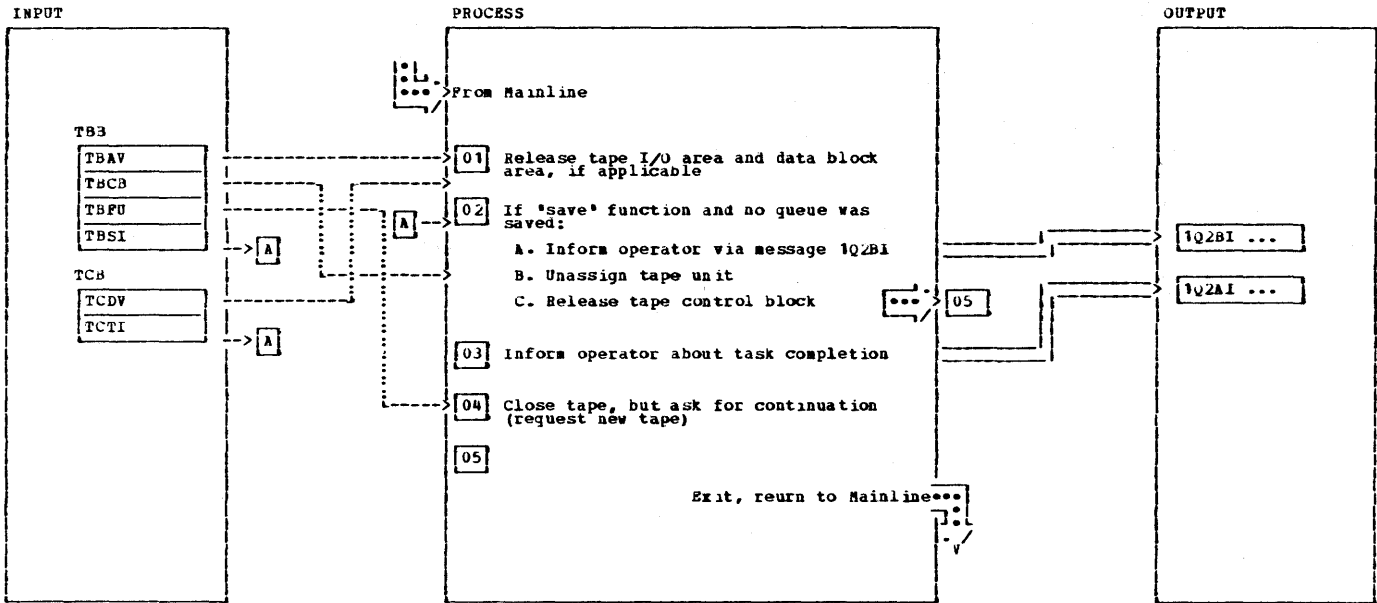 INPUT
PROCESS
OUTPUT
From Mainline
TBB
TBAV
TBCB
TBFU
TBSI
A
TCB
TCDV
TCTI
A
01 Release tape I/O area and data block
area, if applicable
A
02 If 'save' function and no queue was
saved:
A. Inform operator via message 1Q2BI
B. Unassign tape unit
C. Release tape control block
05
03 Inform operator about task completion
04 Close tape, but ask for continuation
(request new tape)
05
Exit, reurn to Mainline
1Q2BI ...
1Q2AI ...